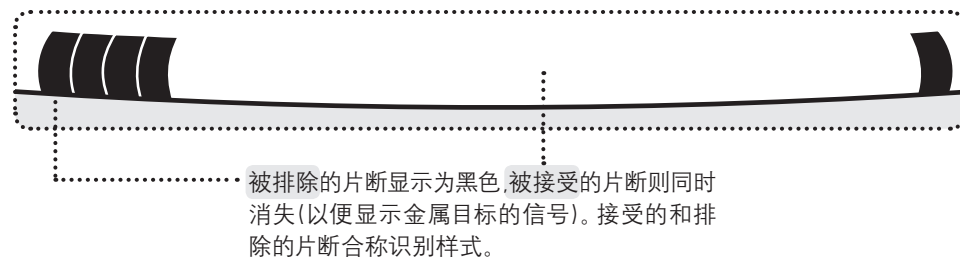 被排除的片断显示为黑色,被接受的片断则同时
消失(以便显示金属目标的信号)。接受的和排
除的片断合称识别样式。